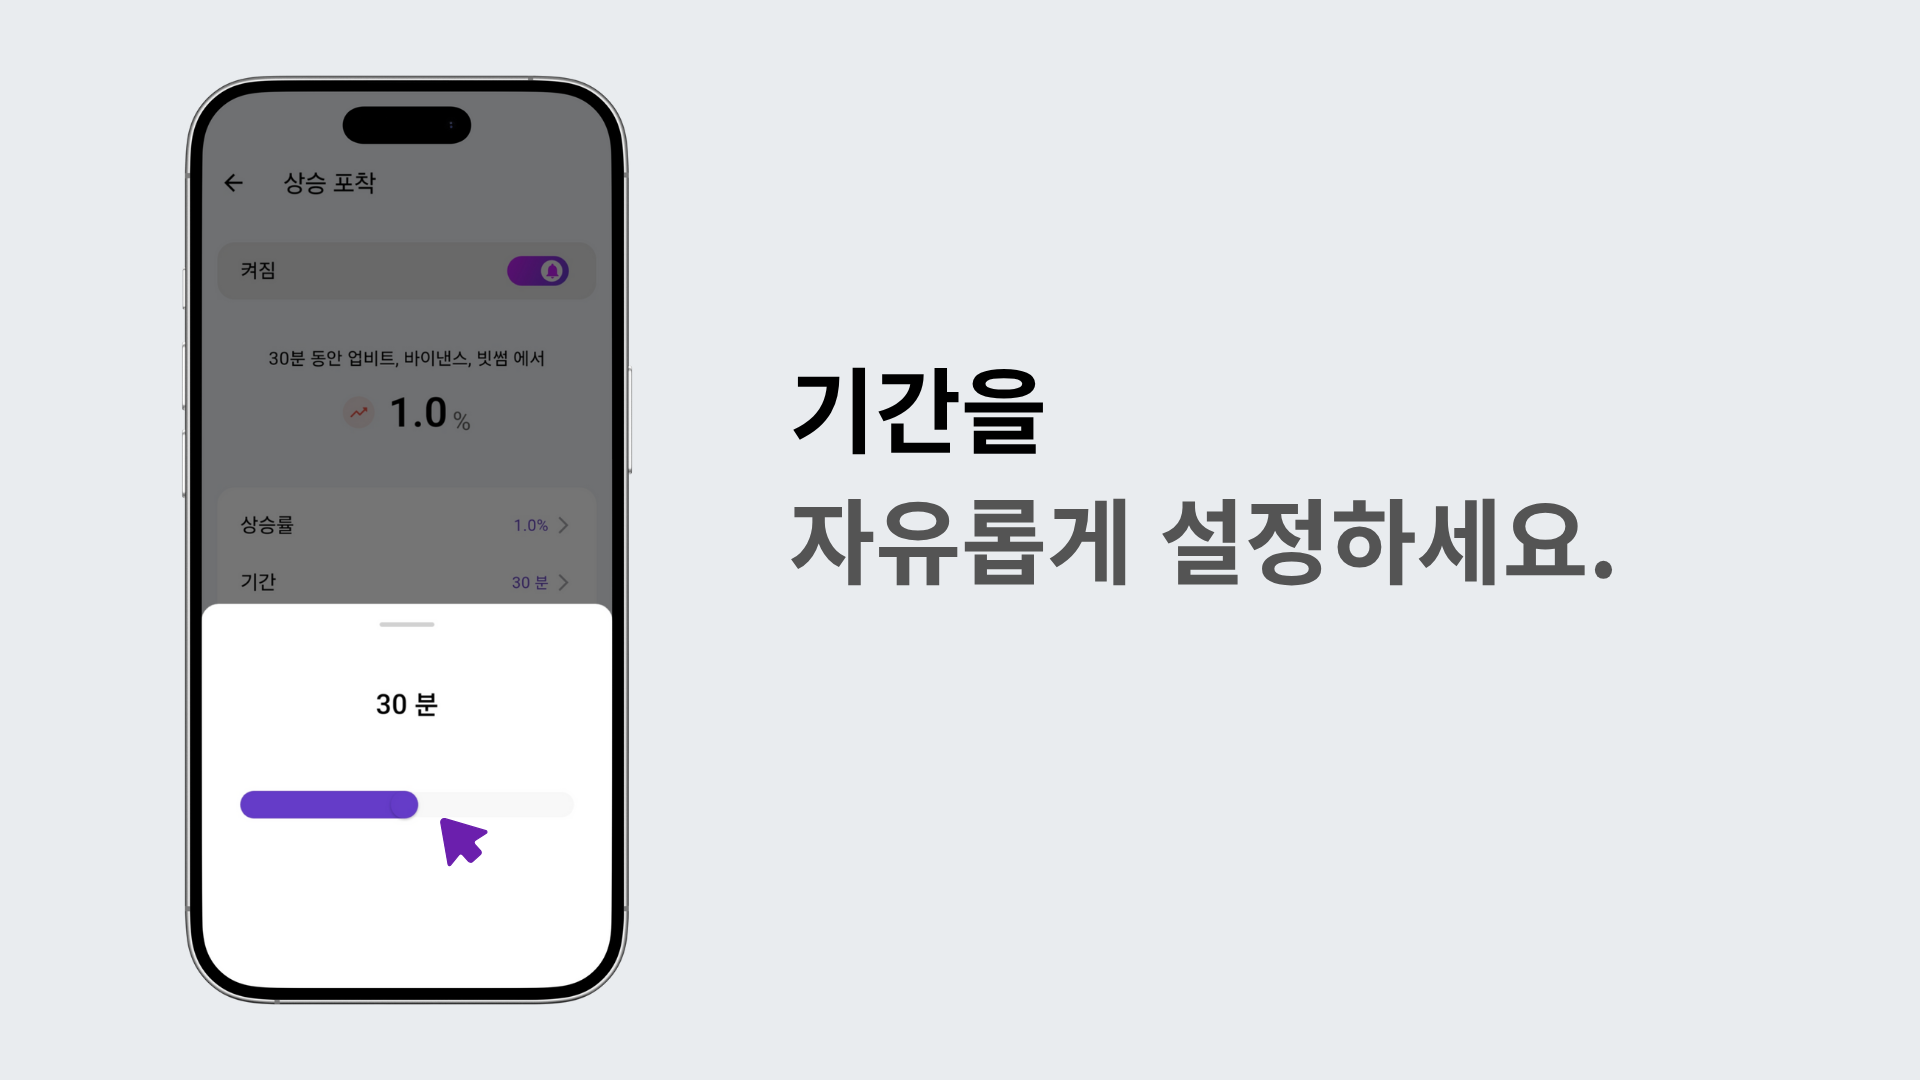 상승 포착
켜짐
30분 동안 업비트, 바이낸스, 빗썸 에서
1.0 %
상승률 1.0%
기간 30 분
30 분
기간을
자유롭게 설정하세요.